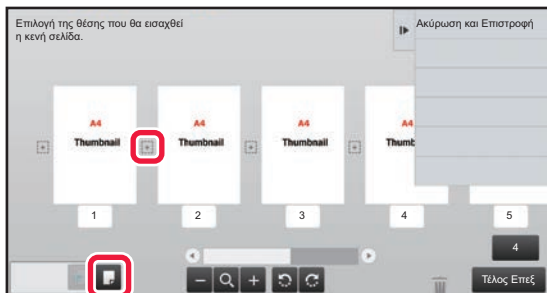 Επιλογή της θέσης που θα εισαχθεί
η κενή σελίδα.
Ακύρωση και Επιστροφή
A4
Thumbnail
A4
Thumbnail
A4
Thumbnail
A4
Thumb
1
2
3
4
5
4
Τέλος Επεξ